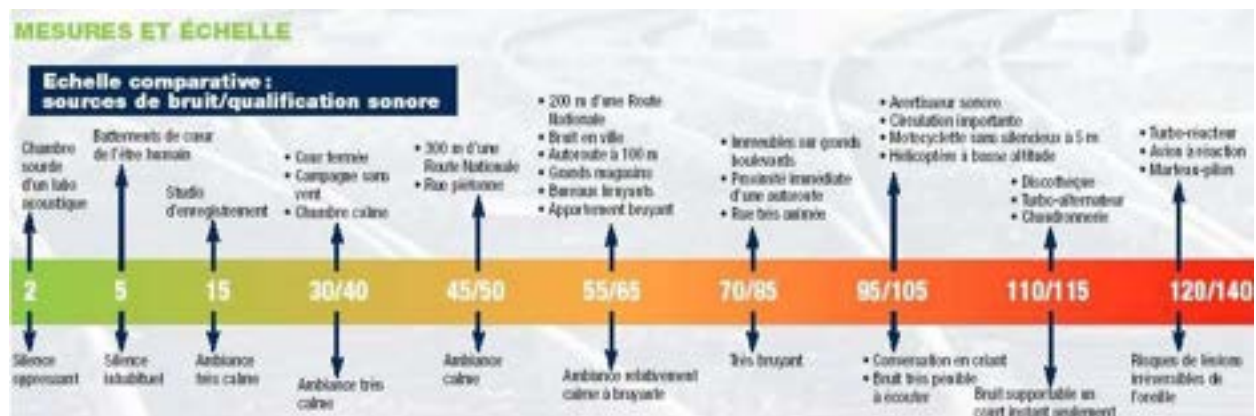 MESURES ET ÉCHELLE
Echelle comparative :
sources de bruit/qualification sonore
Chambre
sourde
d'un labo
acoustique
Battements de cœur
de l'être humain
Studio
d'enregistrement
• Cour fermée
• Campagne sans
vent
• Chambre calme
• 300 m d'une
Route Nationale
• Rue piétonne
• 200 m d'une Route
Nationale
• Bruit en ville
• Autoroute à 100 m
• Grands magasins
• Bureaux bruyants
• Appartement bruyant
• Immeubles sur grands
boulevards
• Proximité immédiate
d'une autoroute
• Rue très animée
• Avertisseur sonore
• Circulation importante
• Motocyclette sans silencieux à 5 m
• Hélicoptère à basse altitude
• Discothèque
• Turbo-alternateur
• Chaudronnerie
• Turbo-réacteur
• Avion à réaction
• Marteau-pilon
2
5
15
30/40
45/50
55/65
70/85
95/105
110/115
120/140
Silence
oppressant
Silence
inhabituel
Ambiance
très calme
Ambiance très
calme
Ambiance
calme
Ambiance relativement
calme à bruyante
Très bruyant
• Conversation en criant
• Bruit très pénible
à écouter
Bruit supportable un
court instant seulement
Risques de lésions
irréversibles de
l'oreille